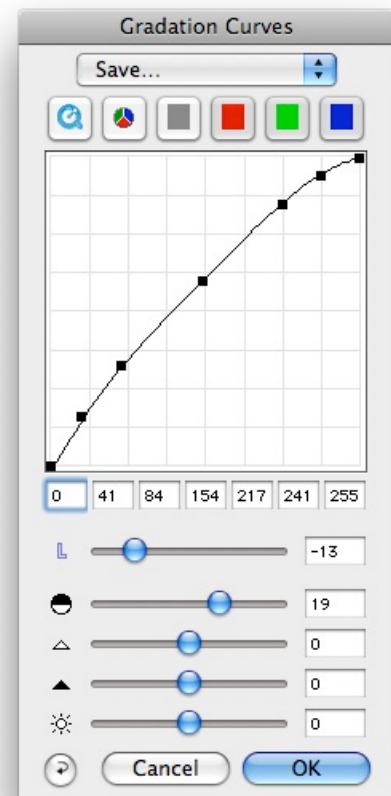 Gradation Curves
Save...
0 41 84 154 217 241 255
L -13
19
0
0
0
Cancel OK